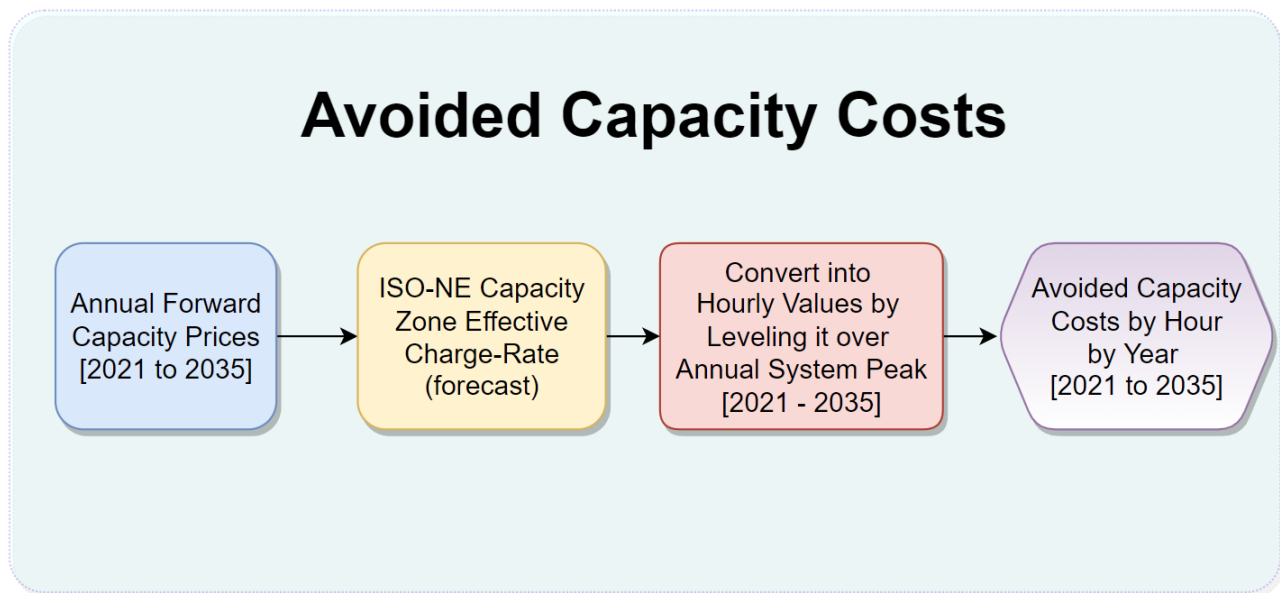 Avoided Capacity Costs
Annual Forward
Capacity Prices
[2021 to 2035]
ISO-NE Capacity
Zone Effective
Charge-Rate
(forecast)
Convert into
Hourly Values by
Leveling it over
Annual System Peak
[2021 - 2035]
Avoided Capacity
Costs by Hour
by Year
[2021 to 2035]